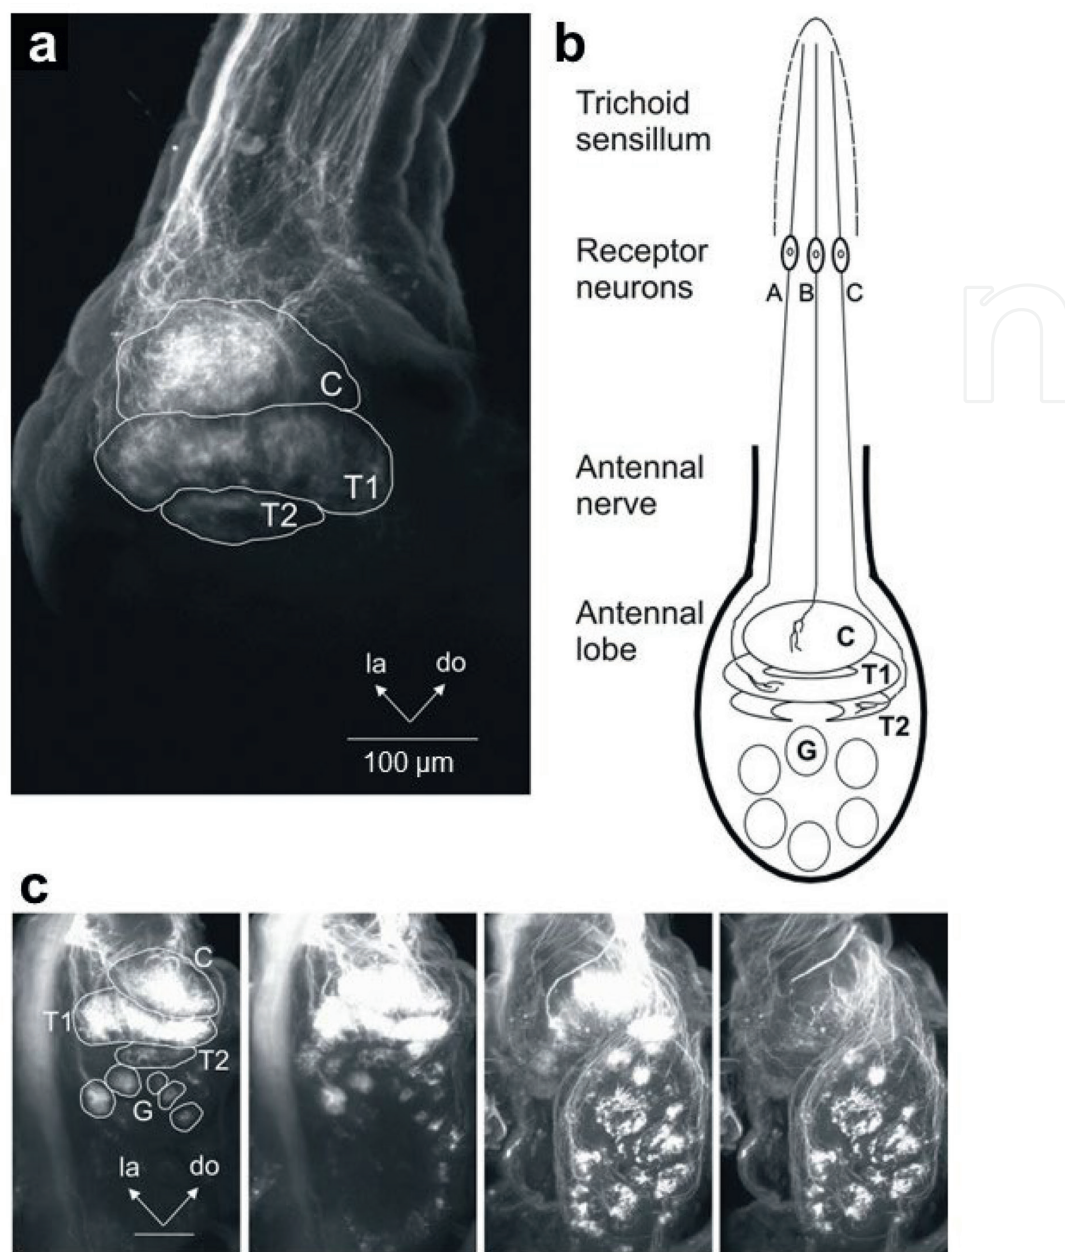 a
C
T1
T2
la do
100 µm
b
Trichoid
sensillum
Receptor
neurons
A B C
Antennal
nerve
Antennal
lobe
C
T1
T2
G
n
c
C
T1
T2
G
la do